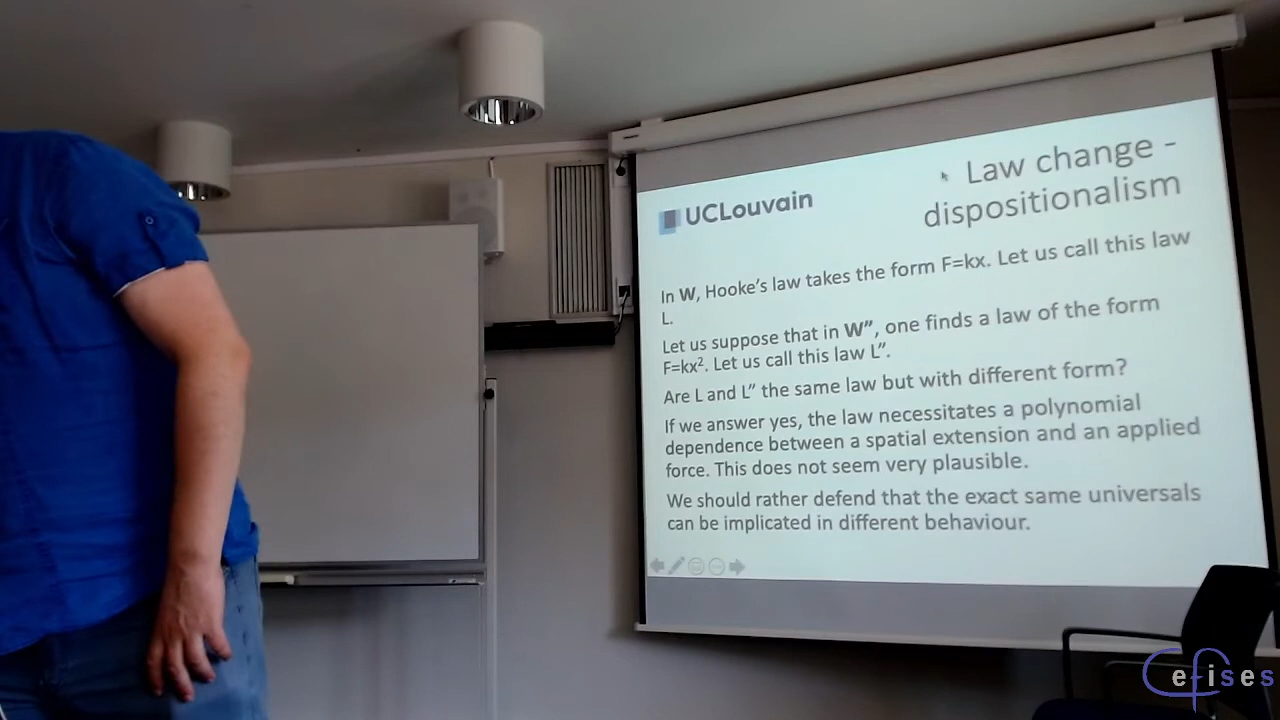 UCLouvain
Law change -
dispositionalism
In W, Hooke's law takes the form F=kx. Let us call this law
L.
Let us suppose that in W”, one finds a law of the form
F=kx². Let us call this law L”.
Are L and L” the same law but with different form?
If we answer yes, the law necessitates a polynomial
dependence between a spatial extension and an applied
force. This does not seem very plausible.
We should rather defend that the exact same universals
can be implicated in different behaviour.
Cefises